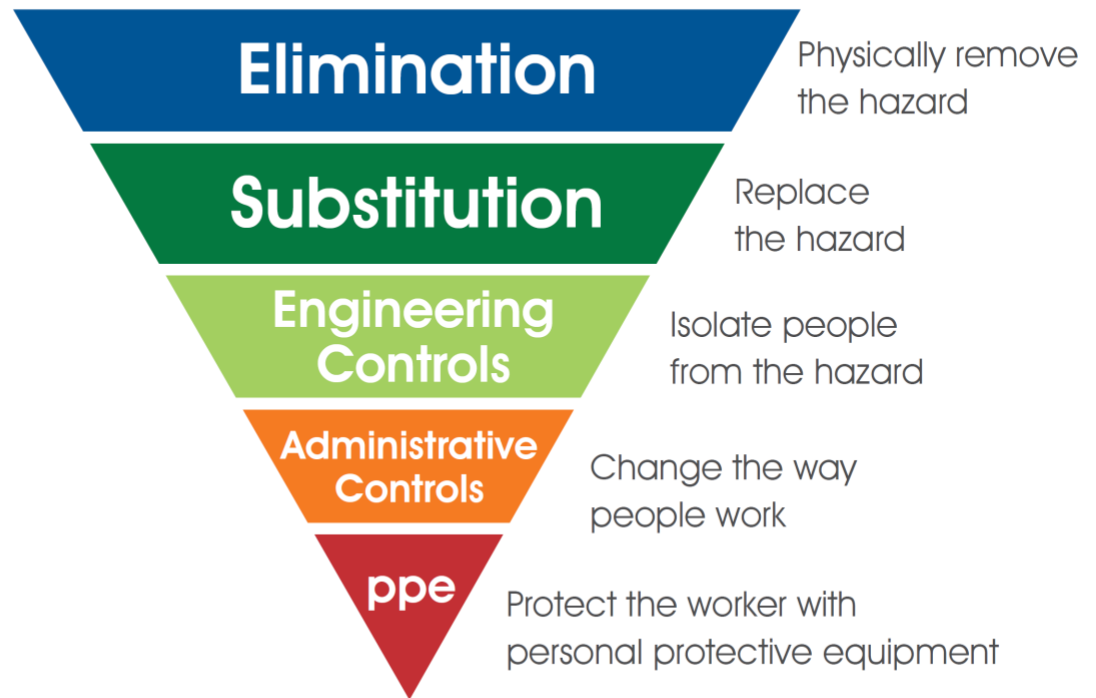 Elimination
Physically remove
the hazard
Substitution
Replace
the hazard
Engineering
Controls
Isolate people
from the hazard
Administrative
Controls
Change the way
people work
ppe
Protect the worker with
personal protective equipment